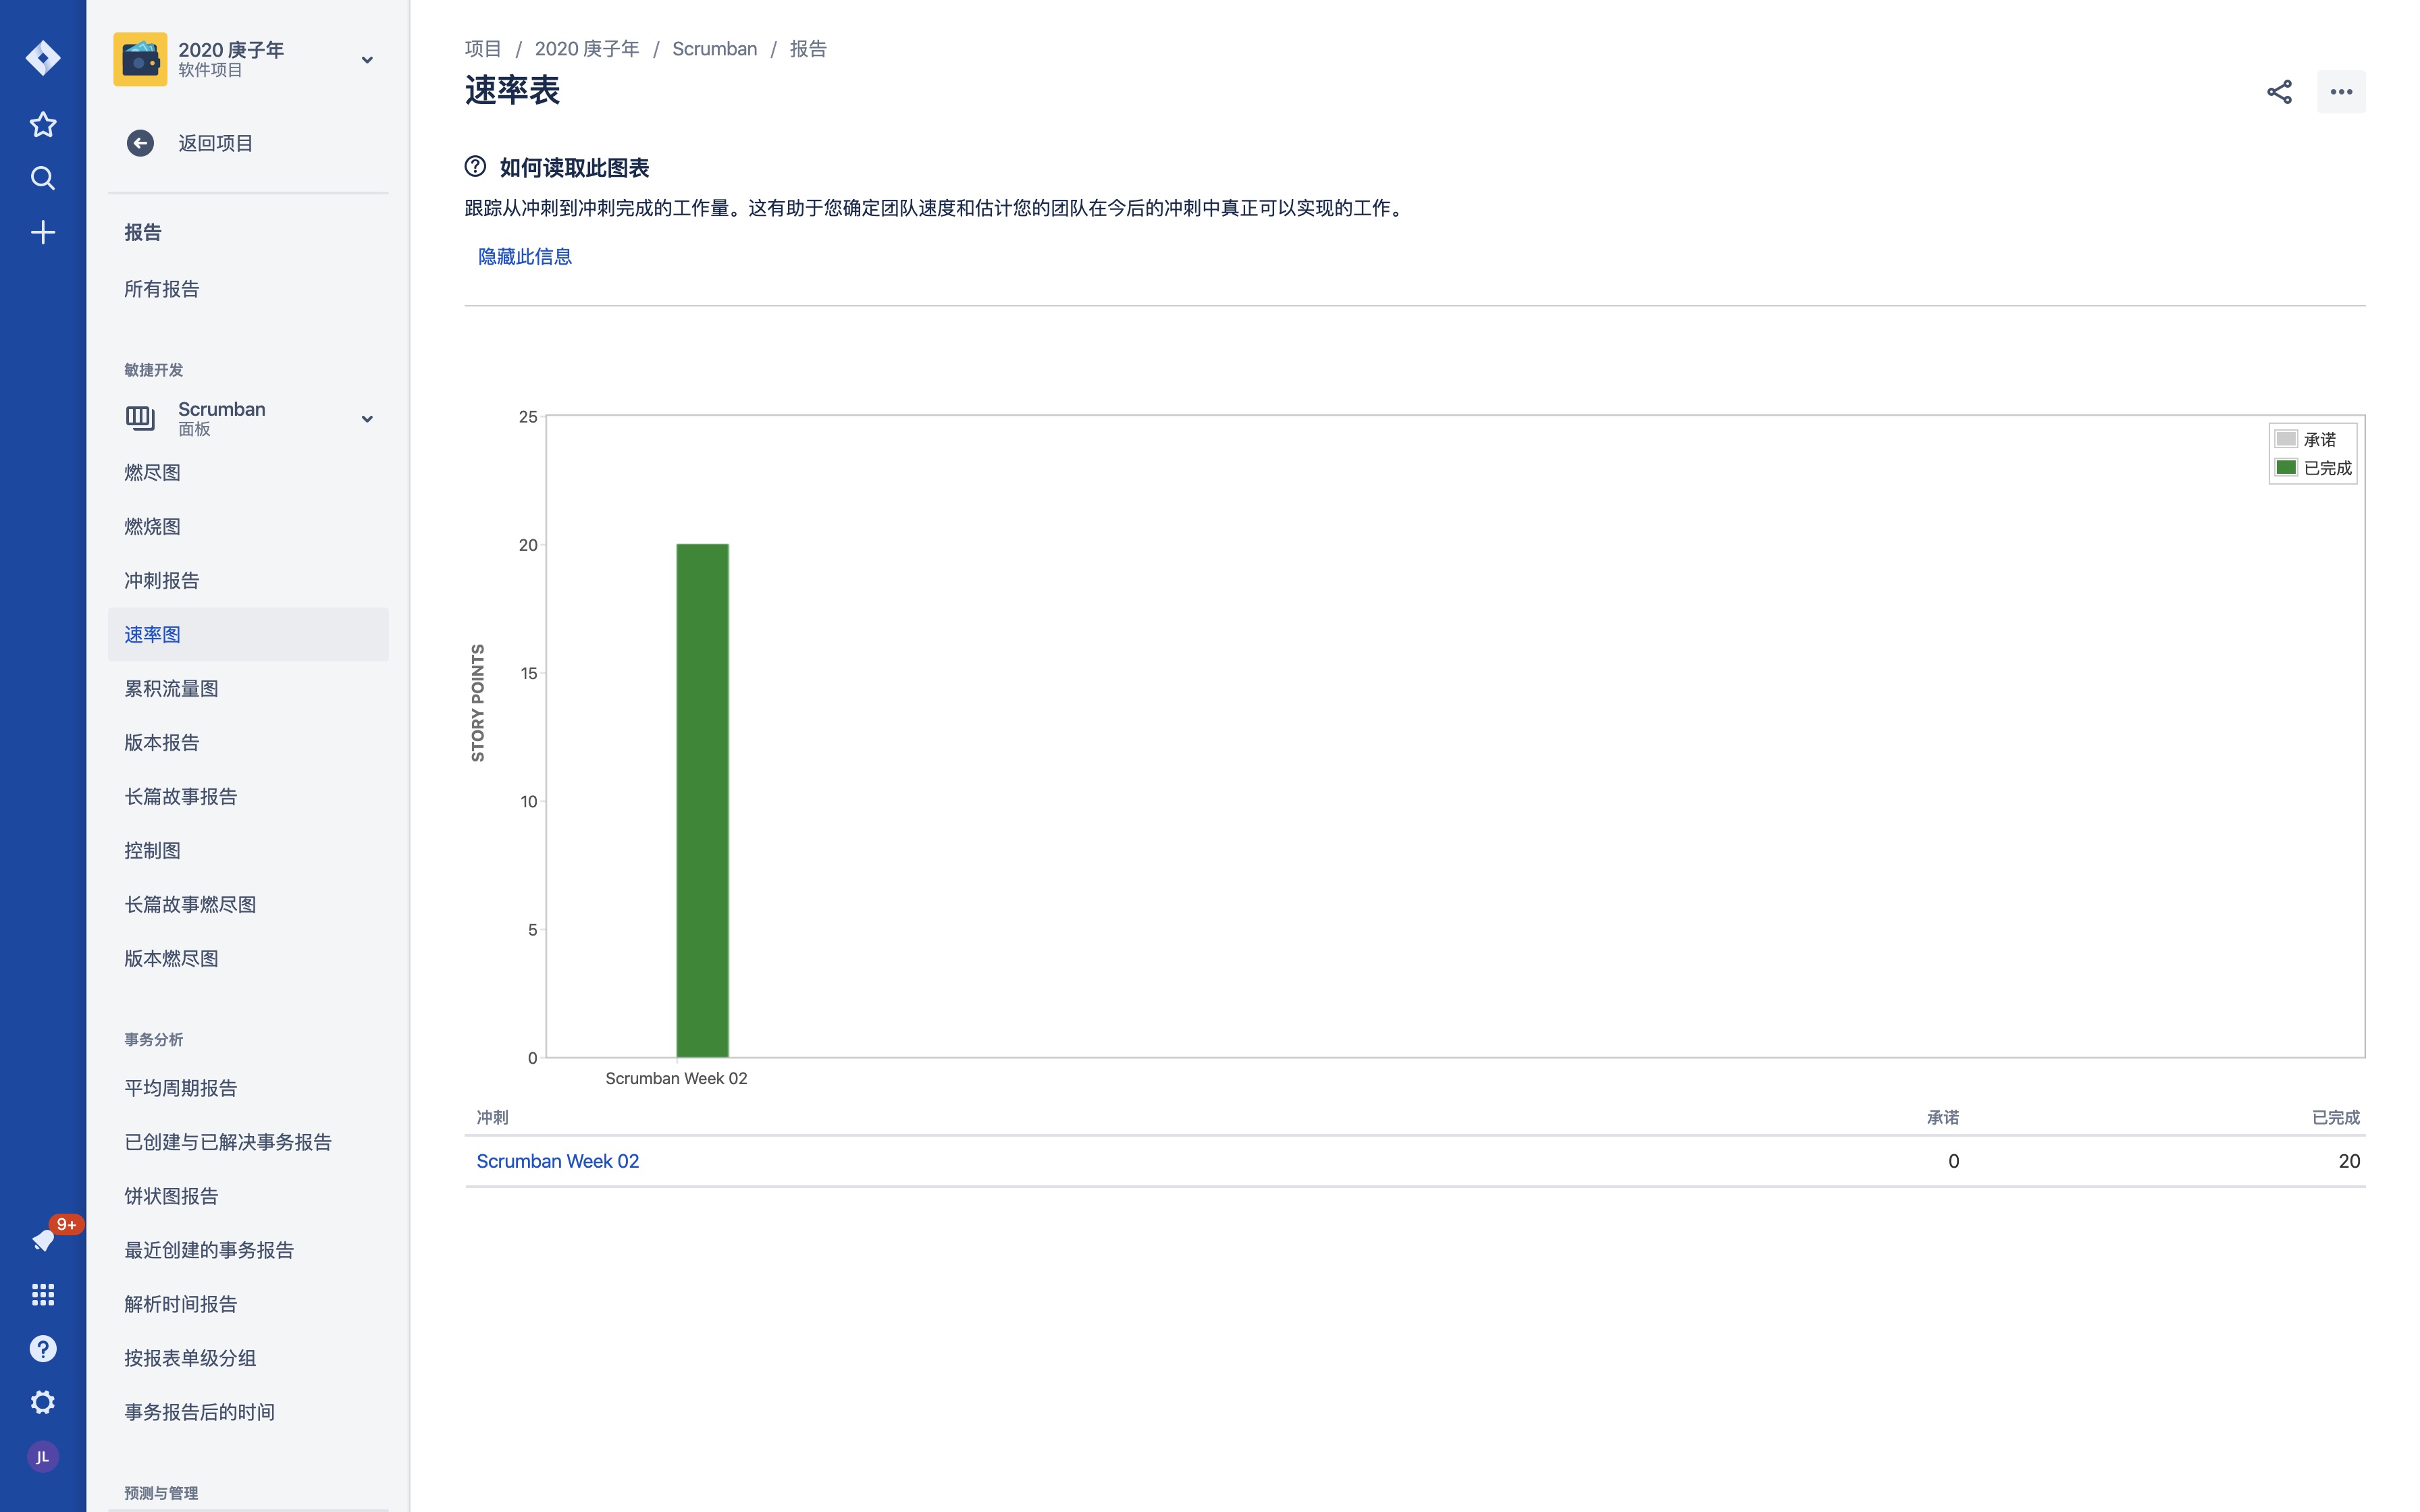 2020 庚子年
软件项目
返回项目
报告
所有报告
敏捷开发
Scrumban
面板
燃尽图
燃烧图
冲刺报告
速率图
累积流量图
版本报告
长篇故事报告
控制图
长篇故事燃尽图
版本燃尽图
事务分析
平均周期报告
已创建与已解决事务报告
饼状图报告
最近创建的事务报告
解析时间报告
按报表单级分组
事务报告后的时间
预测与管理
9+
JL
项目 / 2020 庚子年 / Scrumban / 报告
速率表
如何读取此图表
跟踪从冲刺到冲刺完成的工作量。这有助于您确定团队速度和估计您的团队在今后的冲刺中真正可以实现的工作。
隐藏此信息
25
20
15
10
5
0
STORY POINTS
承诺
已完成
Scrumban Week 02
冲刺 承诺 已完成
Scrumban Week 02 0 20